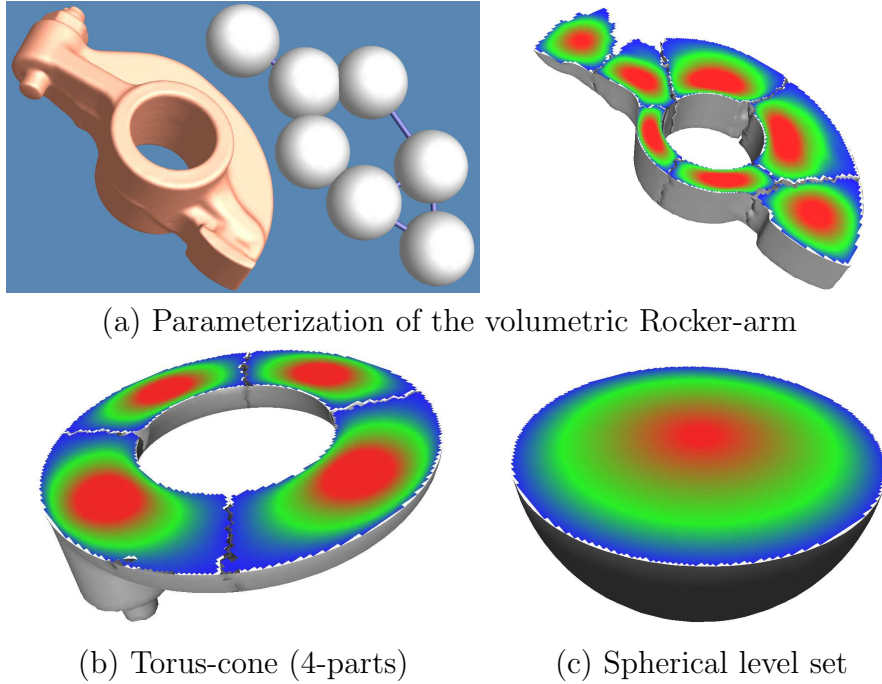 (a) Parameterization of the volumetric Rocker-arm
(b) Torus-cone (4-parts)
(c) Spherical level set